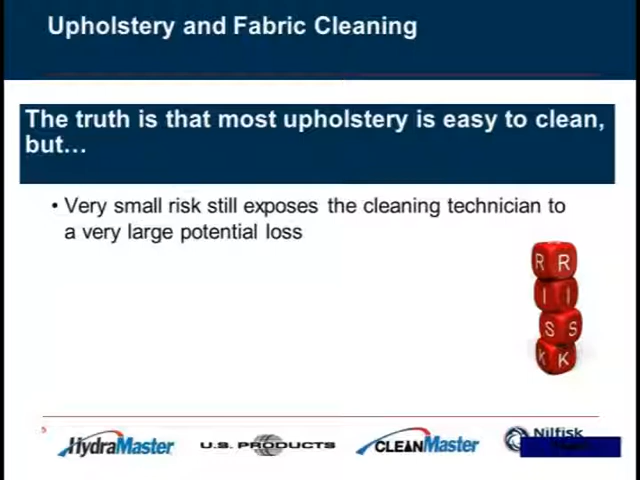 Upholstery and Fabric Cleaning
The truth is that most upholstery is easy to clean,
but...
• Very small risk still exposes the cleaning technician to
a very large potential loss
R R
I I
S S
K K
5
HydraMaster U.S. PRODUCTS CLEANMaster Nilfisk